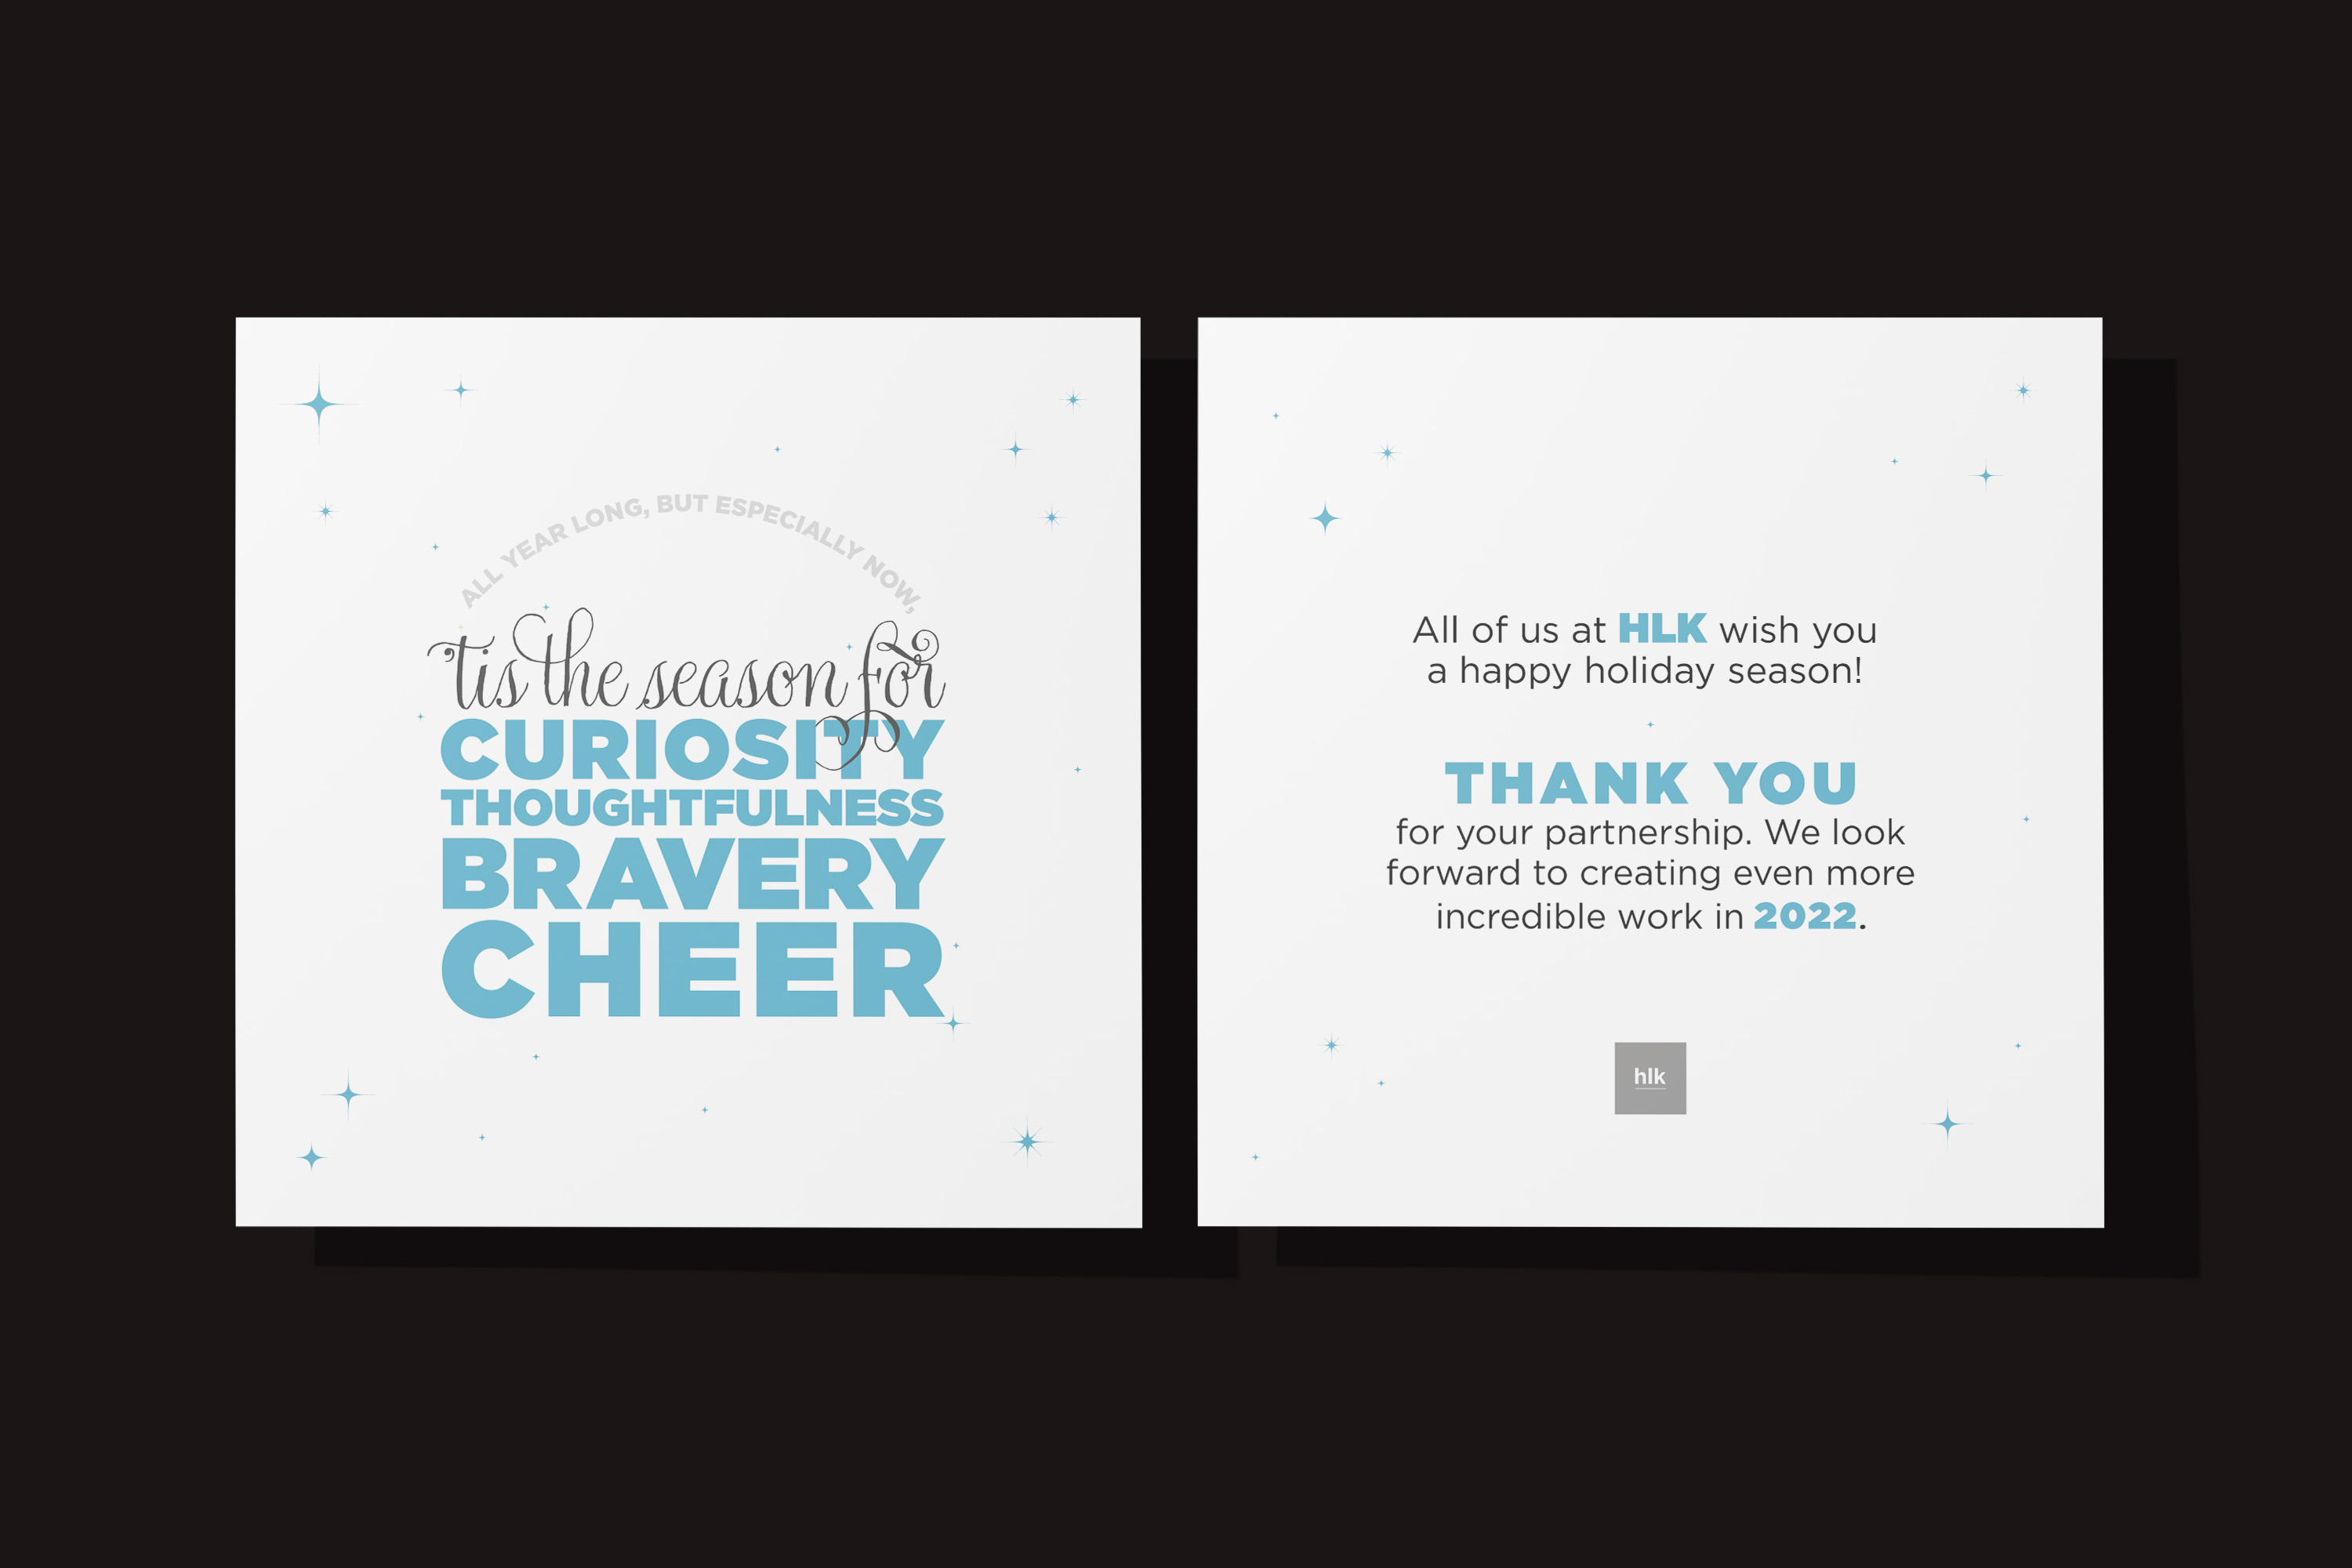 ALL YEAR LONG, BUT ESPECIALLY NOW,
'tis the season for
CURIOSITY
THOUGHTFULNESS
BRAVERY
CHEER
All of us at HLK wish you
a happy holiday season!
THANK YOU
for your partnership. We look
forward to creating even more
incredible work in 2022.
hlk